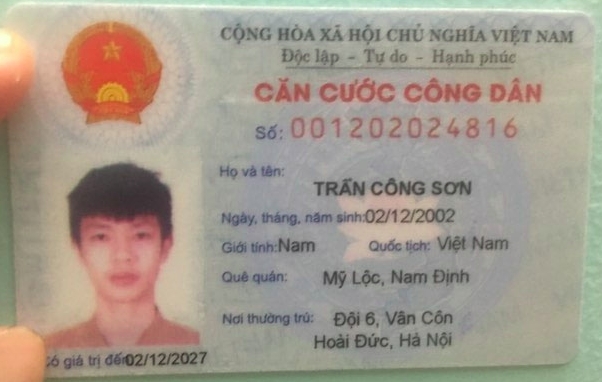 CỘNG HÒA XÃ HỘI CHỦ NGHĨA VIỆT NAM
Độc lập - Tự do - Hạnh phúc
CĂN CƯỚC CÔNG DÂN
Số: 001202024816
Họ và tên:
TRẦN CÔNG SƠN
Ngày, tháng, năm sinh:02/12/2002
Giới tính:Nam Quốc tịch: Việt Nam
Quê quán: Mỹ Lộc, Nam Định
Nơi thường trú: Đội 6, Vân Côn
Hoài Đức, Hà Nội
Có giá trị đến02/12/2027